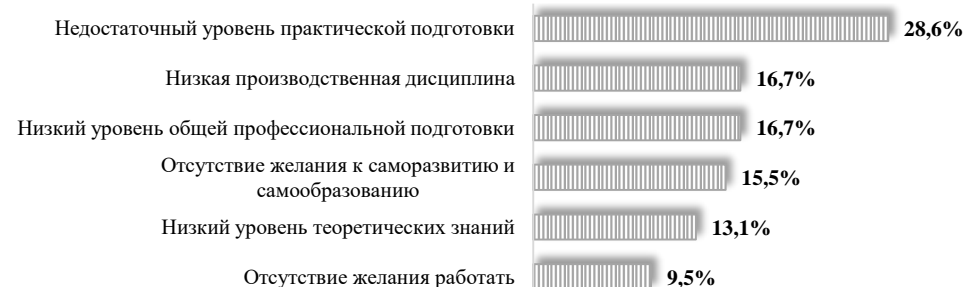 Недостаточный уровень практической подготовки 28,6%
Низкая производственная дисциплина 16,7%
Низкий уровень общей профессиональной подготовки 16,7%
Отсутствие желания к саморазвитию и
самообразованию 15,5%
Низкий уровень теоретических знаний 13,1%
Отсутствие желания работать 9,5%